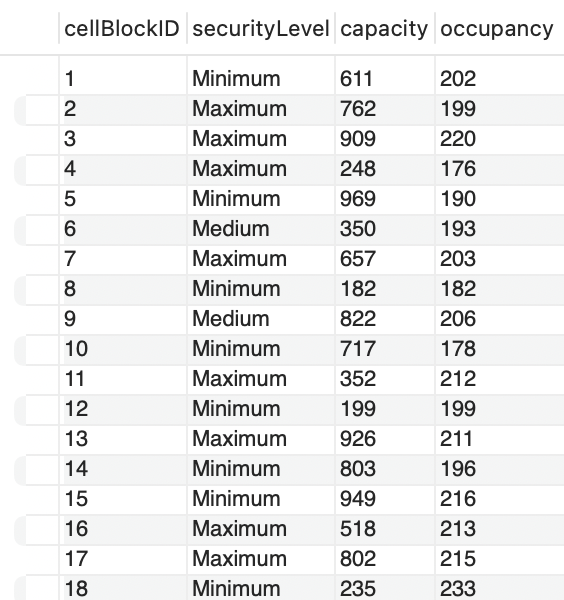 cellBlockID securityLevel capacity occupancy
1 Minimum 611 202
2 Maximum 762 199
3 Maximum 909 220
4 Maximum 248 176
5 Minimum 969 190
6 Medium 350 193
7 Maximum 657 203
8 Minimum 182 182
9 Medium 822 206
10 Minimum 717 178
11 Maximum 352 212
12 Minimum 199 199
13 Maximum 926 211
14 Minimum 803 196
15 Minimum 949 216
16 Maximum 518 213
17 Maximum 802 215
18 Minimum 235 233